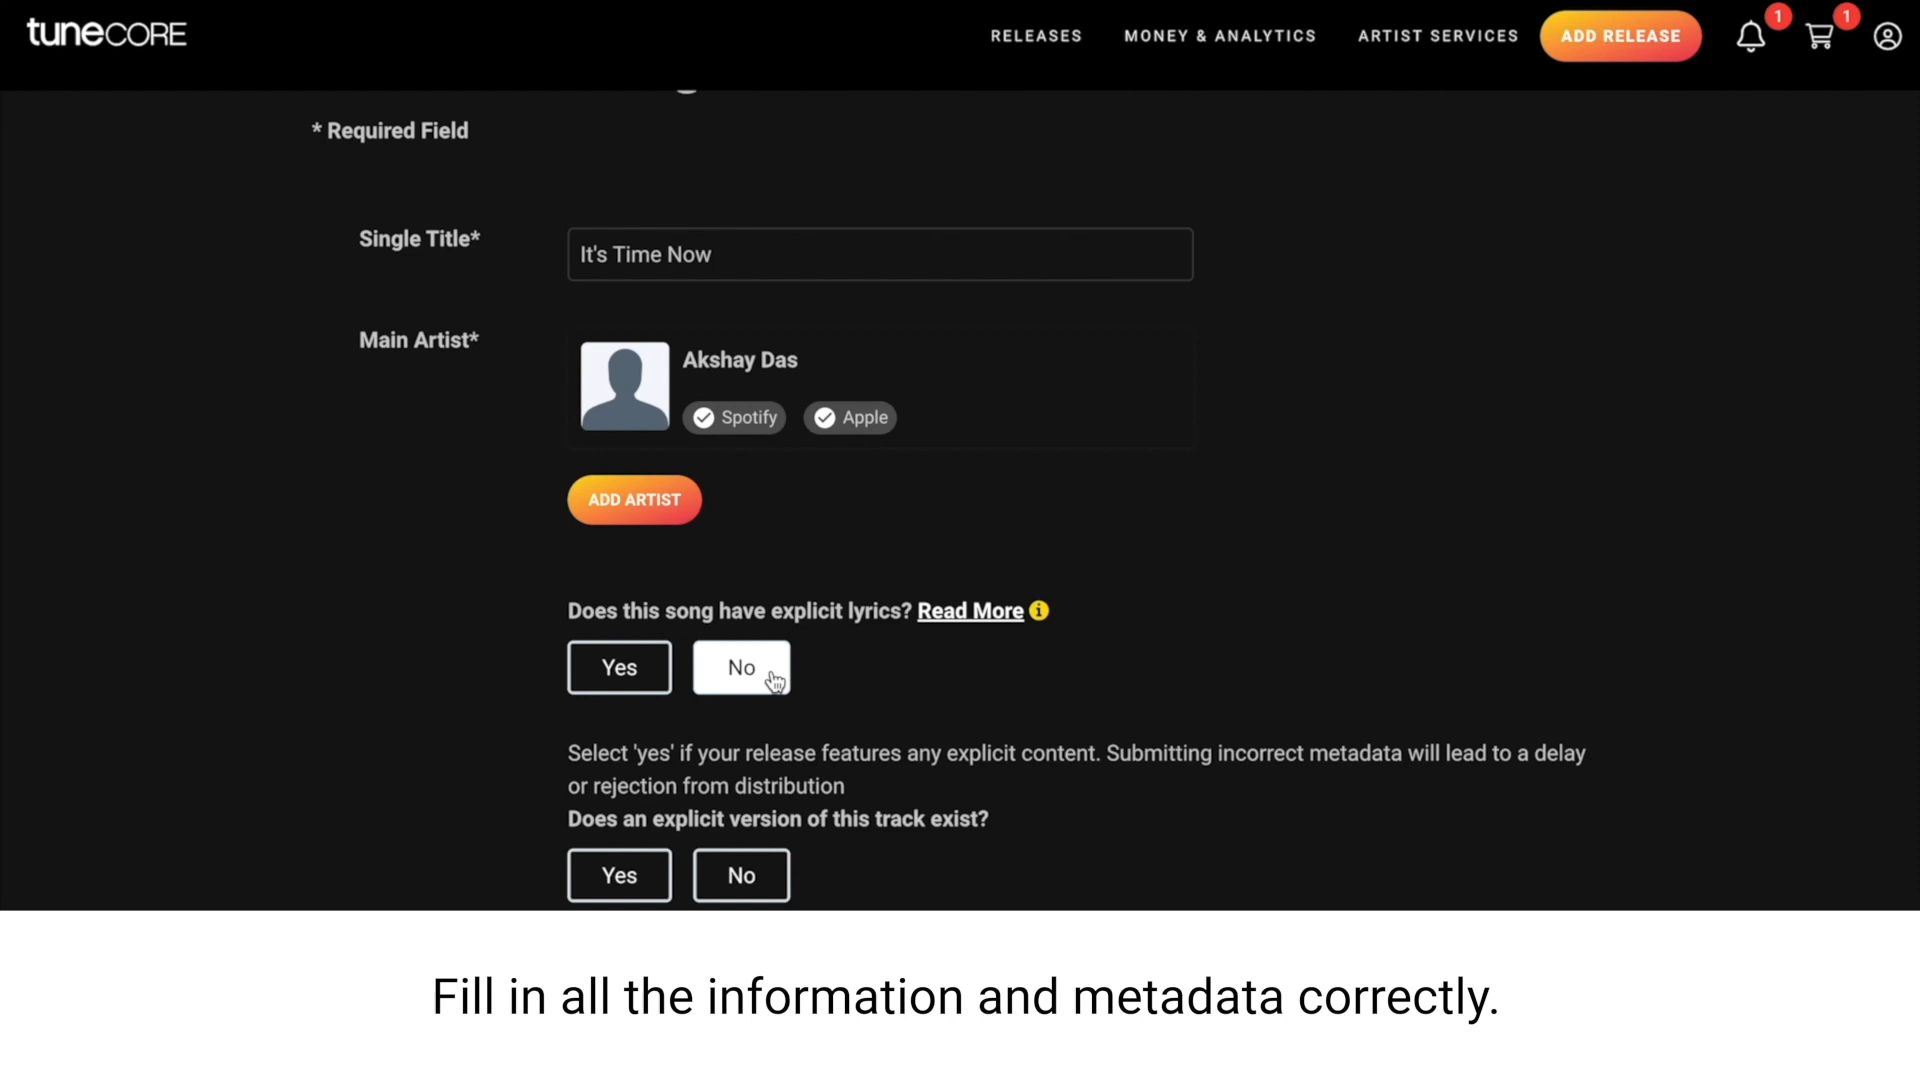 tuneCORE
RELEASES
MONEY & ANALYTICS
ARTIST SERVICES
ADD RELEASE
1
1
* Required Field
Single Title*
It's Time Now
Main Artist*
Akshay Das
Spotify
Apple
ADD ARTIST
Does this song have explicit lyrics? Read More
Yes
No
Select 'yes' if your release features any explicit content. Submitting incorrect metadata will lead to a delay
or rejection from distribution
Does an explicit version of this track exist?
Yes
No
Fill in all the information and metadata correctly.